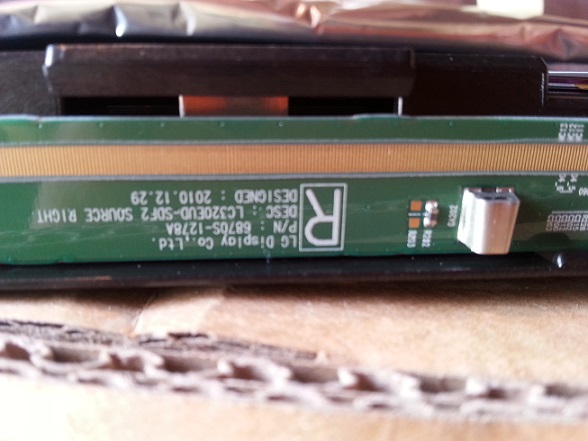 R
LG Display Co.,Ltd.
P/N : 6870S-1278A
DESC : LC320EUD-SDF2 SOURCE RIGHT
DESIGNED : 2010.12.29